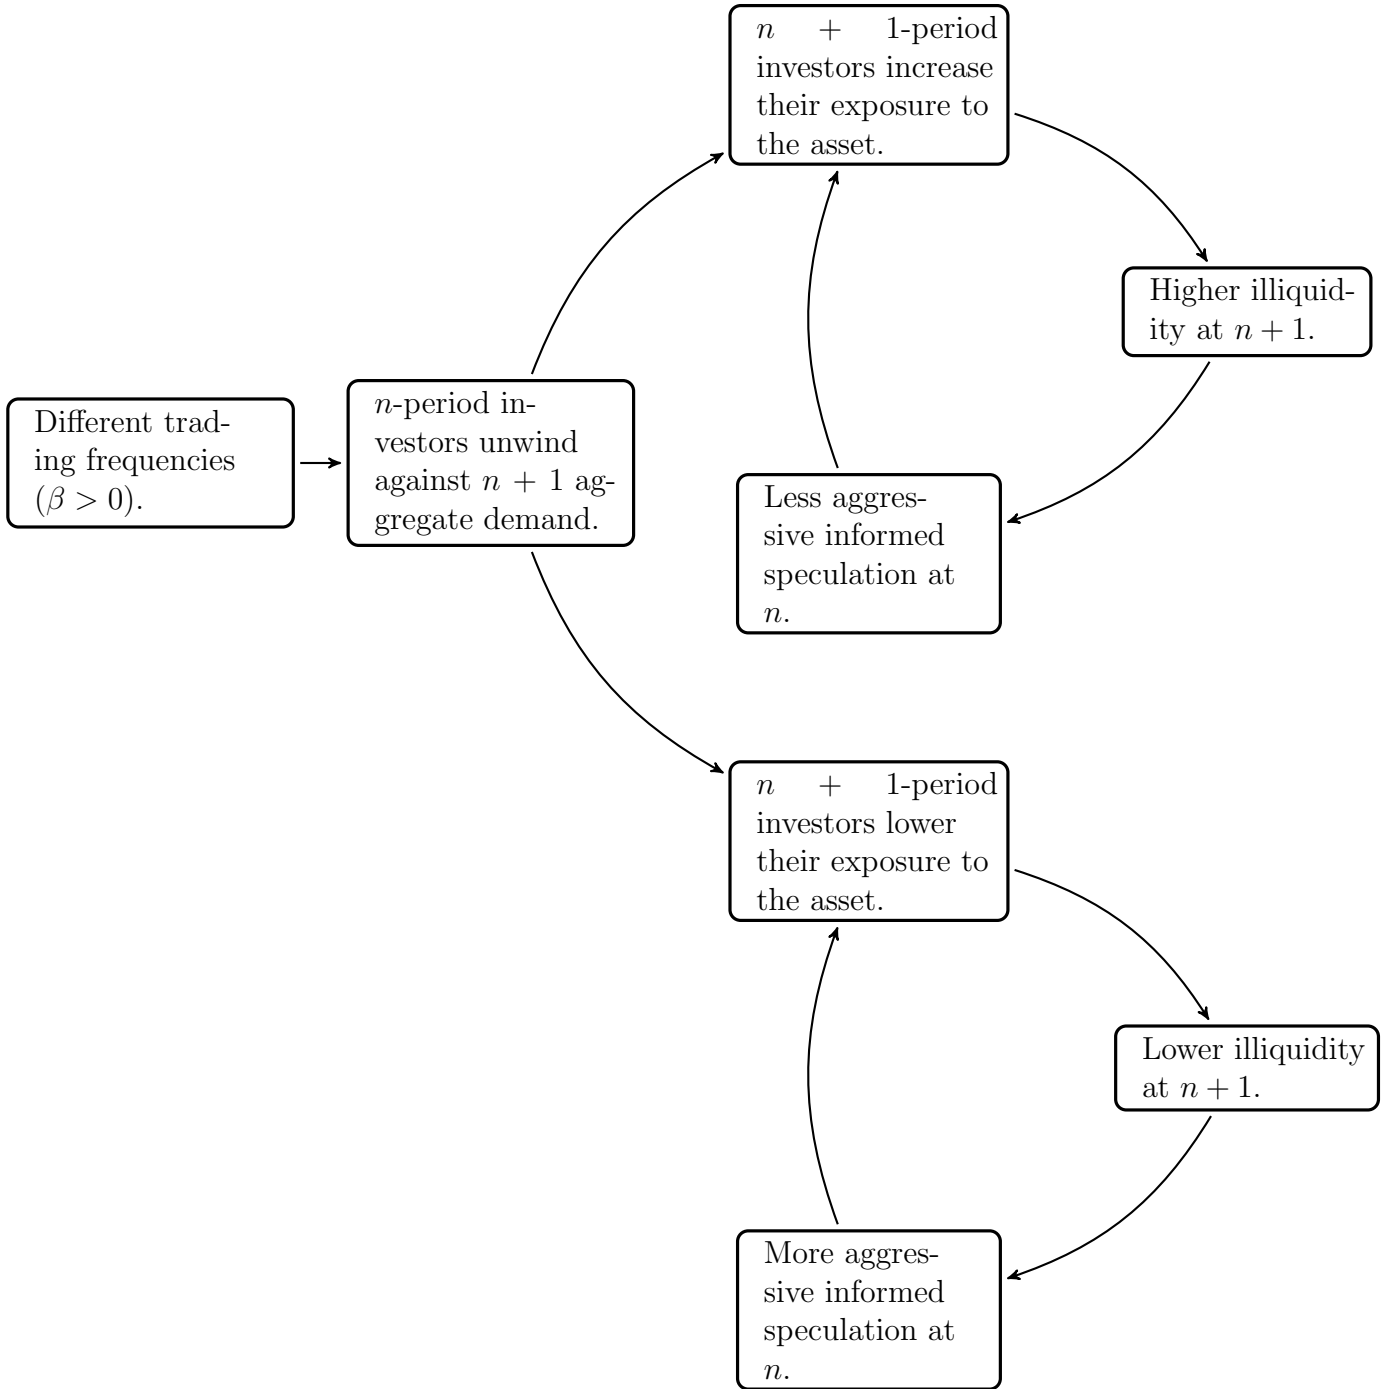 n + 1-period
investors increase
their exposure to
the asset.
Higher illiquid-
ity at n + 1.
Different trad-
ing frequencies
(β > 0).
n-period in-
vestors unwind
against n + 1 ag-
gregate demand.
Less aggres-
sive informed
speculation at
n.
n + 1-period
investors lower
their exposure to
the asset.
Lower illiquidity
at n + 1.
More aggres-
sive informed
speculation at
n.